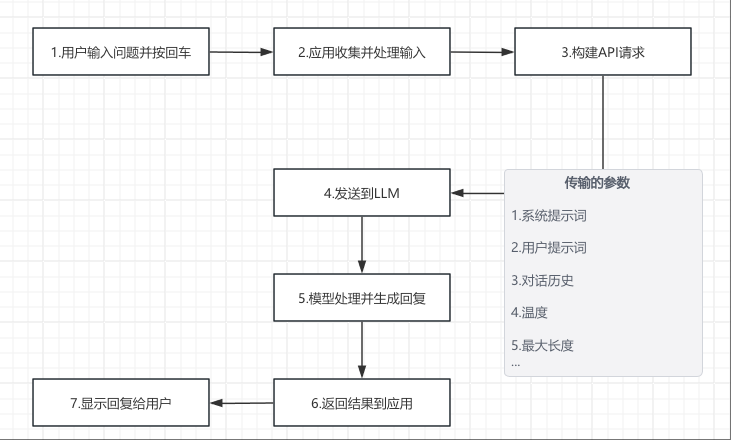 1.用户输入问题并按回车
2.应用收集并处理输入
3.构建API请求
传输的参数
1.系统提示词
2.用户提示词
3.对话历史
4.温度
5.最大长度
...
4.发送到LLM
5.模型处理并生成回复
6.返回结果到应用
7.显示回复给用户